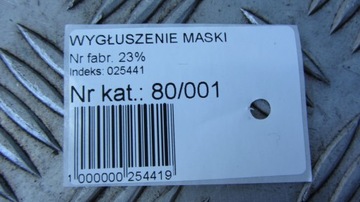 WYGŁUSZENIE MASKI
Nr fabr. 23%
Indeks: 025441
Nr kat.: 80/001
1 000000 254419